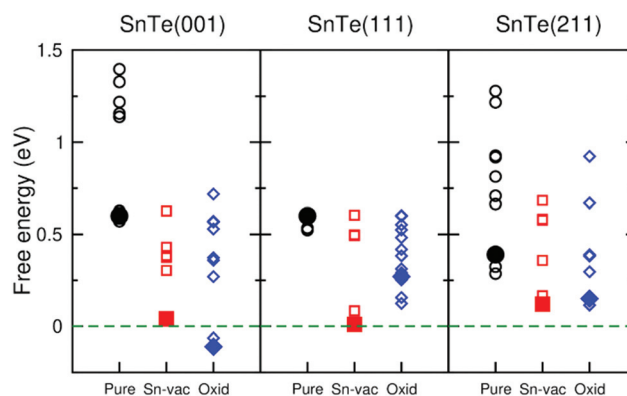 SnTe(001) SnTe(111) SnTe(211)
Free energy (eV)
1.5
1
0.5
0
Pure Sn-vac Oxid Pure Sn-vac Oxid Pure Sn-vac Oxid